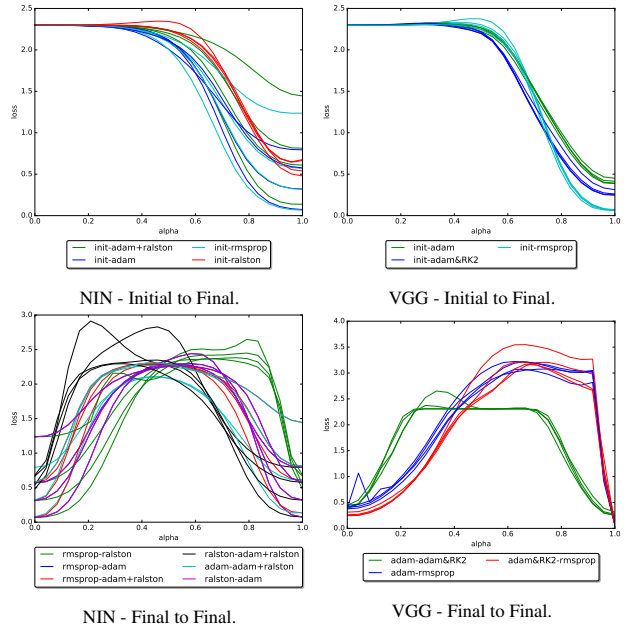 2.5
2.0
1.5
1.0
0.5
0.0
loss
0.0 0.2 0.4 0.6 0.8 1.0
alpha
init-adam+ralston init-rmsprop
init-adam init-ralston
NIN - Initial to Final.
2.5
2.0
1.5
1.0
0.5
0.0
loss
0.0 0.2 0.4 0.6 0.8 1.0
alpha
init-adam init-rmsprop
init-adam&RK2
VGG - Initial to Final.
3.0
2.5
2.0
1.5
1.0
0.5
0.0
loss
0.0 0.2 0.4 0.6 0.8 1.0
alpha
rmsprop-ralston ralston-adam+ralston
rmsprop-adam adam-adam+ralston
rmsprop-adam+ralston ralston-adam
NIN - Final to Final.
4.0
3.5
3.0
2.5
2.0
1.5
1.0
0.5
0.0
loss
0.0 0.2 0.4 0.6 0.8 1.0
alpha
adam-adam&RK2 adam&RK2-rmsprop
adam-rmsprop
VGG - Final to Final.